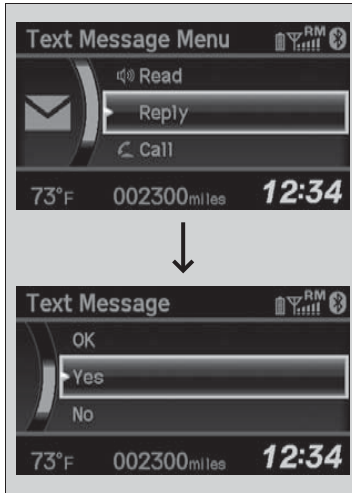 Text Message Menu RM
Read
Reply
Call
73°F 002300miles 12:34
Text Message RM
OK
Yes
No
73°F 002300miles 12:34